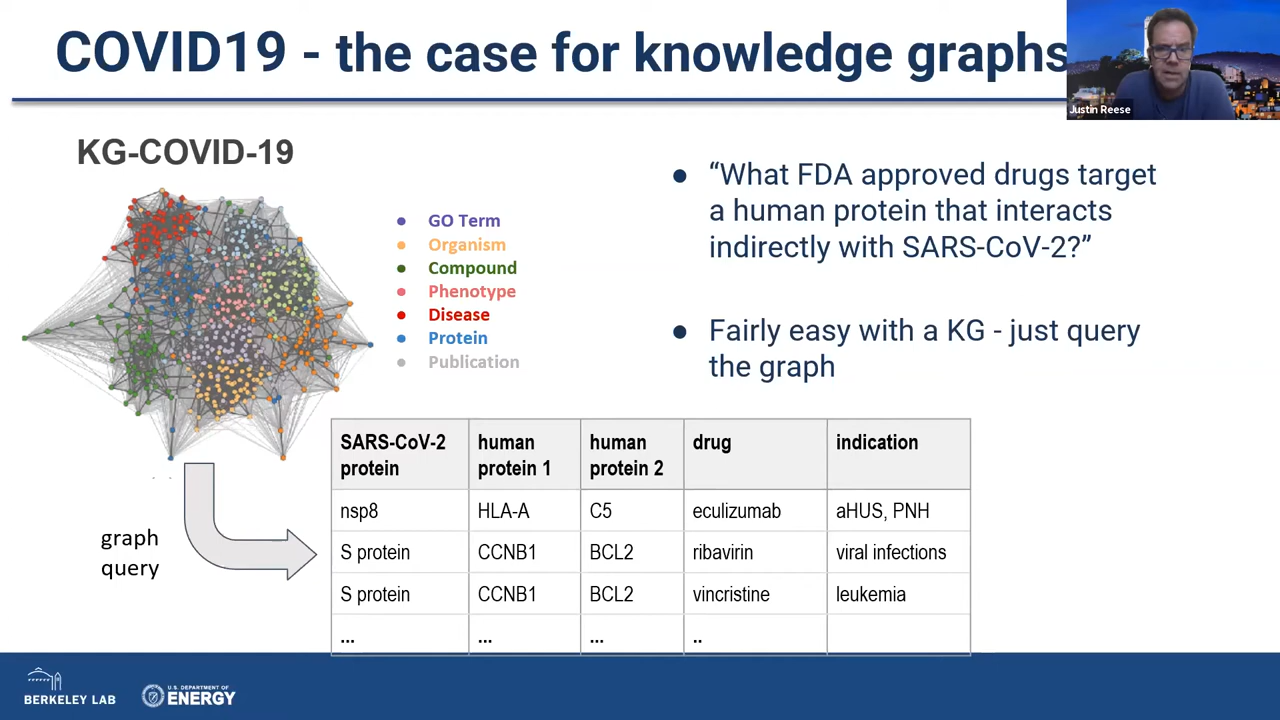 COVID19 - the case for knowledge graphs
Justin Reese
KG-COVID-19
GO Term
Organism
Compound
Phenotype
Disease
Protein
Publication
● “What FDA approved drugs target
a human protein that interacts
indirectly with SARS-CoV-2?”
● Fairly easy with a KG - just query
the graph
graph
query
SARS-CoV-2 protein | human protein 1 | human protein 2 | drug | indication
nsp8 | HLA-A | C5 | eculizumab | aHUS, PNH
S protein | CCNB1 | BCL2 | ribavirin | viral infections
S protein | CCNB1 | BCL2 | vincristine | leukemia
... | ... | ... | ..
BERKELEY LAB
U.S. DEPARTMENT OF
ENERGY